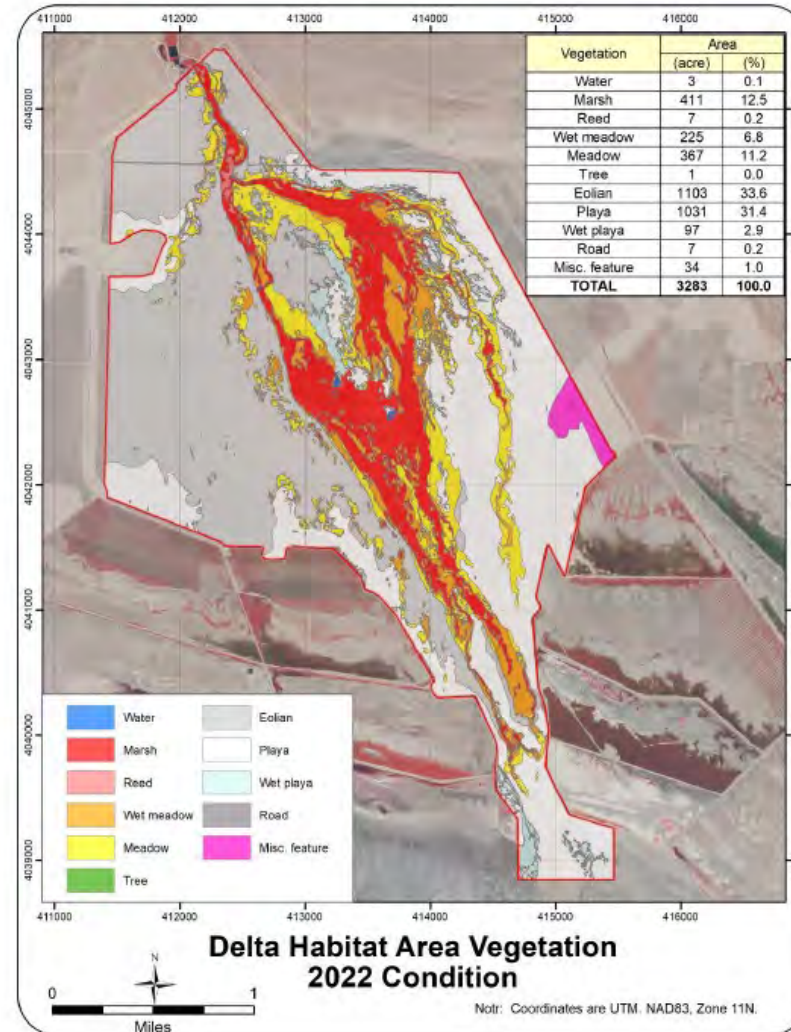 411000 412000 413000 414000 415000 416000
4045000
4044000
4043000
4042000
4041000
4040000
4039000
Vegetation Area
(acre) (%)
Water 3 0.1
Marsh 411 12.5
Reed 7 0.2
Wet meadow 225 6.8
Meadow 367 11.2
Tree 1 0.0
Eolian 1103 33.6
Playa 1031 31.4
Wet playa 97 2.9
Road 7 0.2
Misc. feature 34 1.0
TOTAL 3283 100.0
Water Eolian
Marsh Playa
Reed Wet playa
Wet meadow Road
Meadow Misc. feature
Tree
411000 412000 413000 414000 415000 416000
Delta Habitat Area Vegetation
2022 Condition
N
0 1
Miles
Notr: Coordinates are UTM. NAD83, Zone 11N.